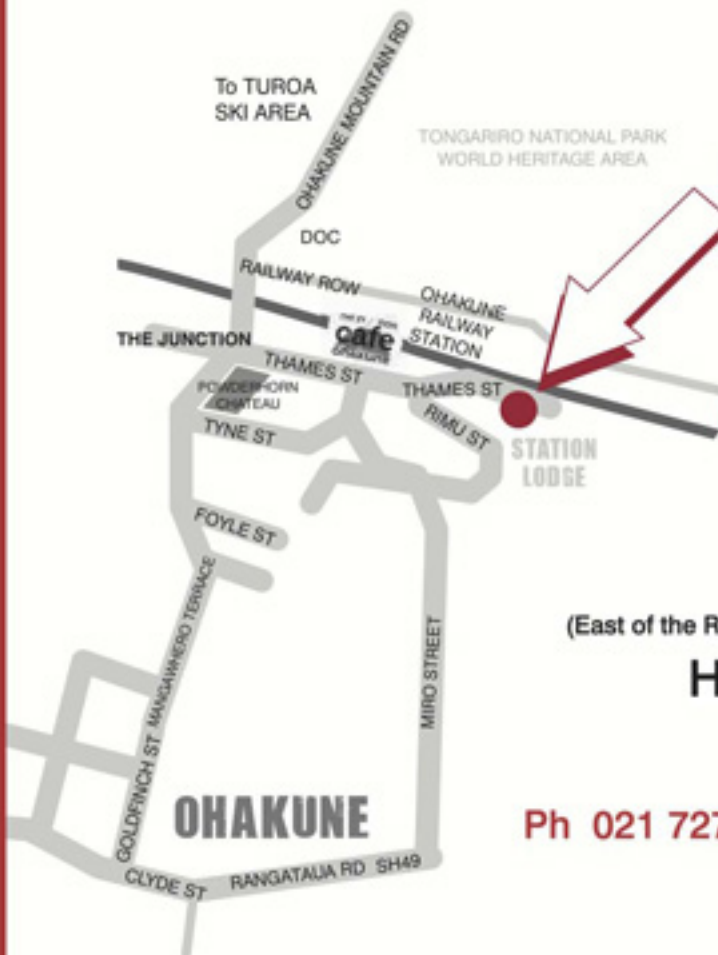 To TUROA
SKI AREA
OHAKUNE MOUNTAIN RD
TONGARIRO NATIONAL PARK
WORLD HERITAGE AREA
DOC
RAILWAY ROW
OHAKUNE
RAILWAY
STATION
THE JUNCTION
cafe
OHAKUNE
THAMES ST
POWDERHORN
CHATEAU
THAMES ST
RIMU ST
TYNE ST
STATION
LODGE
FOYLE ST
MANGAWHERO TERRACE
(East of the R
H
MIRO STREET
GOLDFINCH ST
OHAKUNE
Ph 021 727
CLYDE ST
RANGATAUA RD SH49